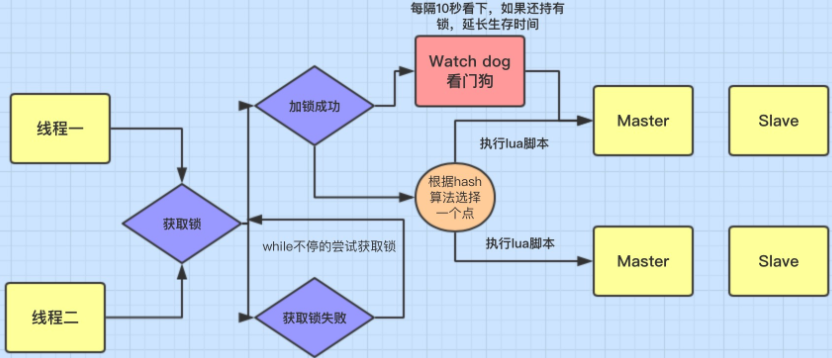 每隔10秒看下，如果还持有
锁，延长生存时间
Watch dog
看门狗
线程一
加锁成功
Master
Slave
执行lua脚本
根据hash
算法选择
一个点
获取锁
while不停的尝试获取锁
执行lua脚本
Master
Slave
线程二
获取锁失败